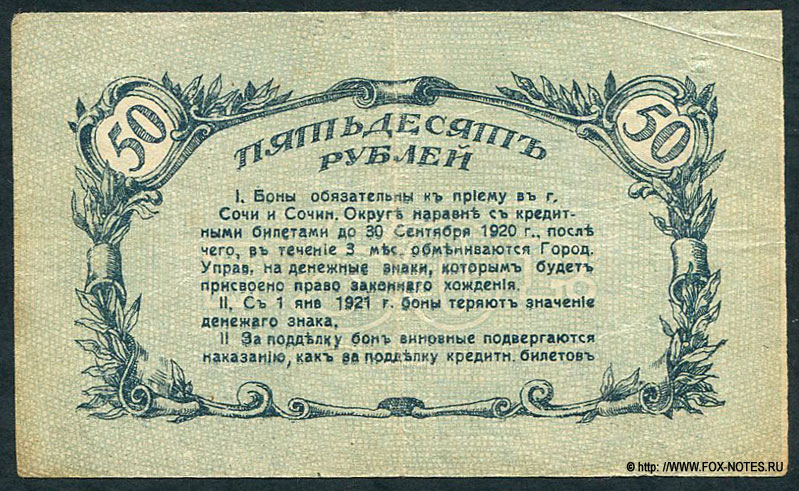 50
50
ПЯТЬДЕСЯТЪ
РУБЛЕЙ
I. Боны обязательны къ пріему въ г.
Сочи и Сочин. Округѣ наравнѣ съ кредит-
ными билетами до 30 Сентября 1920 г., послѣ
чего, въ теченіе 3 мѣс. обмѣниваются Город.
Управ. на денежные знаки, которымъ будетъ
присвоено право законнаго хожденія.
II. Съ 1 янв 1921 г. боны теряютъ значеніе
денежаго знака.
II За поддѣлку бонъ виновные подвергаются
наказанію, какъ за поддѣлку кредитн. билетовъ
© http: //WWW.FOX-NOTES.RU